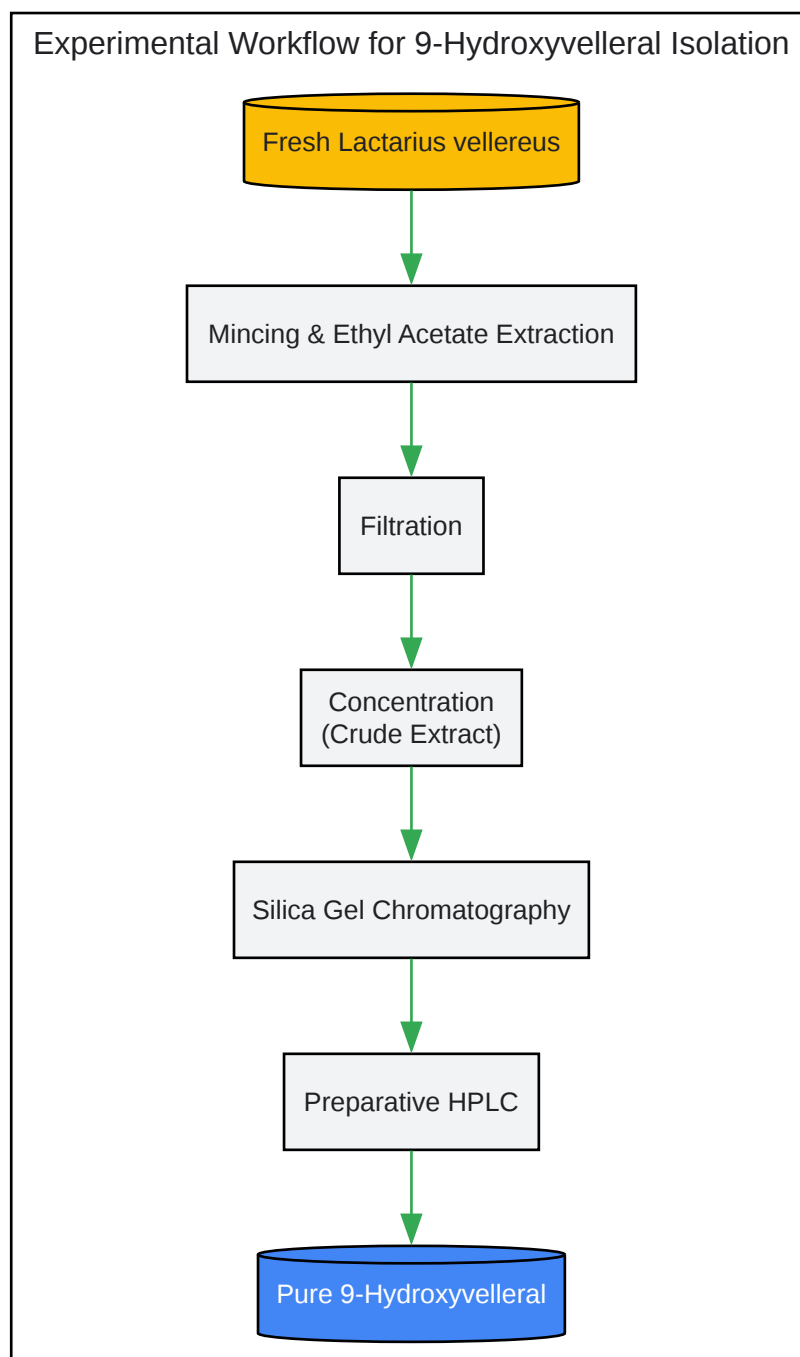 Experimental Workflow for 9-Hydroxyvelleral Isolation
Fresh Lactarius vellereus
Mincing & Ethyl Acetate Extraction
Filtration
Concentration
(Crude Extract)
Silica Gel Chromatography
Preparative HPLC
Pure 9-Hydroxyvelleral